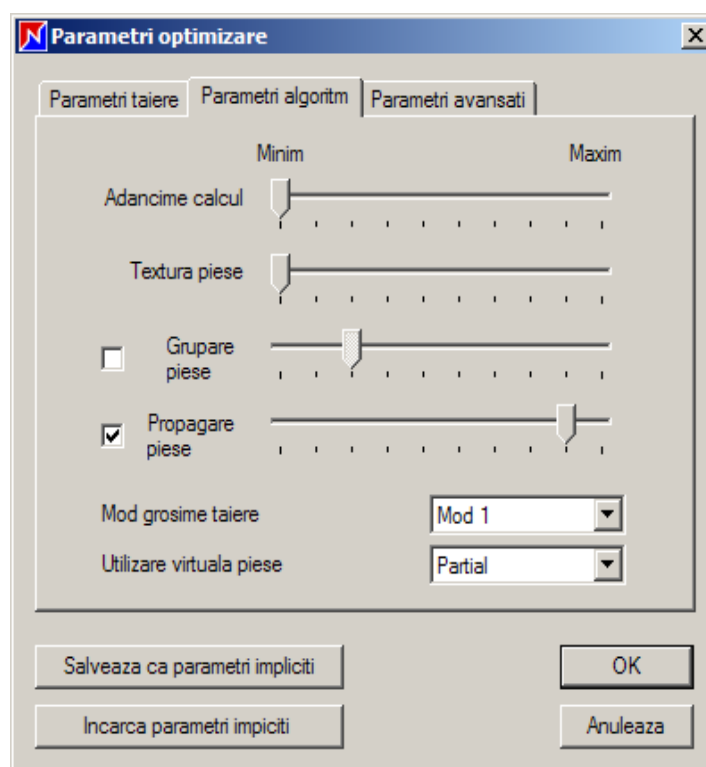 Parametri optimizare
Parametri taiere Parametri algoritm Parametri avansati
Minim Maxim
Adancime calcul
Textura piese
Grupare
piese
Propagare
piese
Mod grosime taiere Mod 1
Utilizare virtuala piese Partial
Salveaza ca parametri impliciti OK
Incarca parametri impiciti Anuleaza